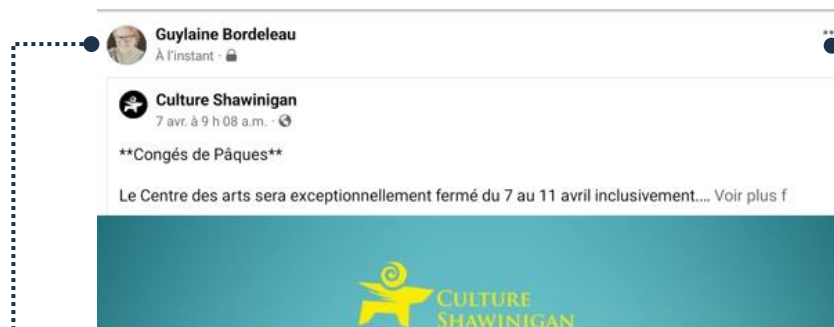 Guylaine Bordeleau
À l'instant ·
Culture Shawinigan
7 avr. à 9 h 08 a.m. ·
**Congés de Pâques**
Le Centre des arts sera exceptionnellement fermé du 7 au 11 avril inclusivement.... Voir plus f
CULTURE
SHAWINIGAN